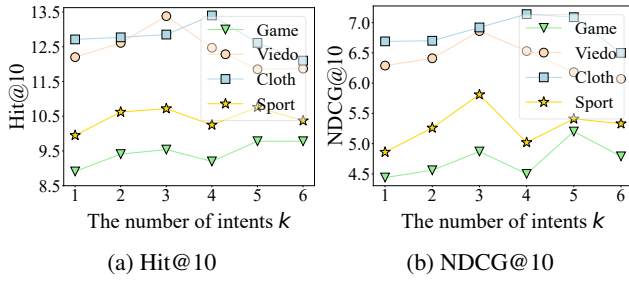 13.5
12.5
11.5
10.5
9.5
8.5
Hit@10
Game
Viedo
Cloth
Sport
1 2 3 4 5 6
The number of intents k
(a) Hit@10
7.0
6.5
6.0
5.5
5.0
4.5
NDCG@10
Game
Viedo
Cloth
Sport
1 2 3 4 5 6
The number of intents k
(b) NDCG@10